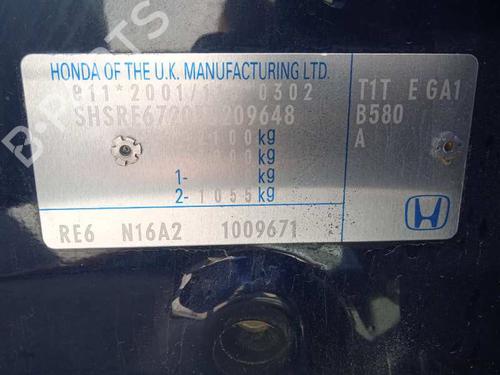 HONDA OF THE U.K. MANUFACTURING LTD.
0302
T1T E GA1
209648
B580
kg
A
kg
1- kg
2- 1055 kg
RE6 N16A2 1009671
B-PARTS